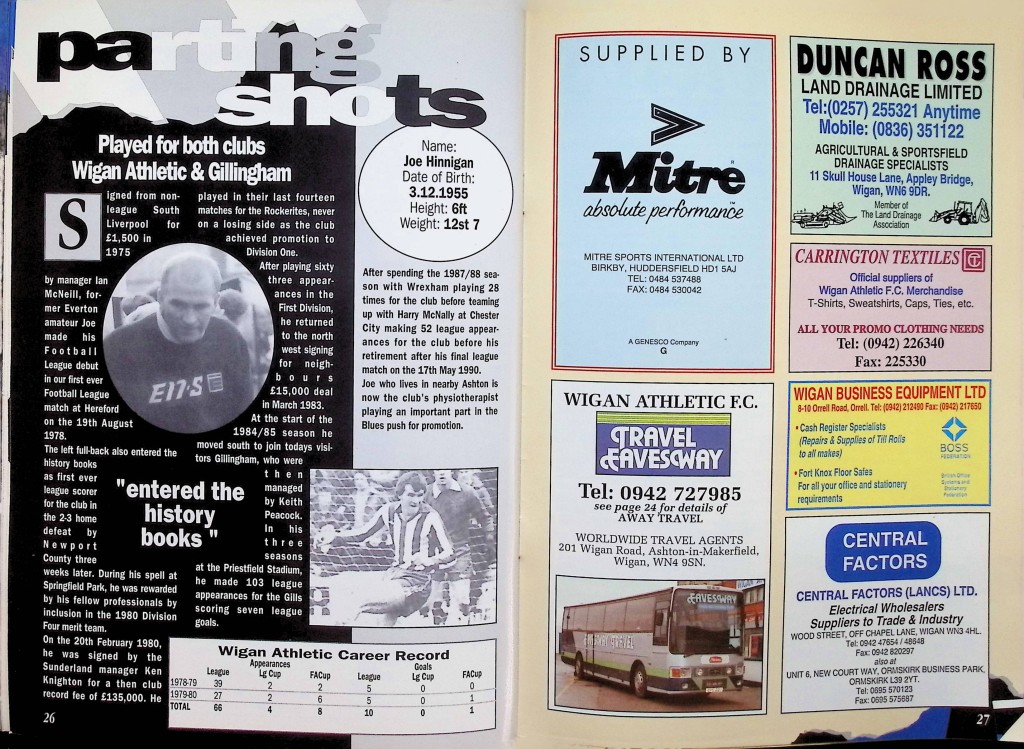 parting
shots
Played for both clubs
Wigan Athletic & Gillingham
Signed from non-
league South
Liverpool for
£1,500 in
1975
by manager Ian
McNeill, for-
mer Everton
amateur Joe
made his
Football
League debut
in our first ever
Football League
match at Hereford
on the 19th August
1978.
The left full-back also entered the
history books
as first ever
league scorer
for the club in
the 2-3 home
defeat by
Newport
County three
weeks later. During his spell at
Springfield Park, he was rewarded
by his fellow professionals by
inclusion in the 1980 Division
Four merit team.
On the 20th February 1980,
he was signed by the
Sunderland manager Ken
Knighton for a then club
record fee of £135,000. He
played in their last fourteen
matches for the Rockerites, never
on a losing side as the club
achieved promotion to
Division One.
After playing sixty
three appear-
ances in the
First Division,
he returned
to the north
west signing
for neigh-
bours
£15,000 deal
in March 1983.
At the start of the
1984/85 season he
moved south to join todays visi-
tors Gillingham, who were
then
managed
by Keith
Peacock.
In his
three
seasons
at the Priestfield Stadium,
he made 103 league
appearances for the Gills
scoring seven league
goals.
"entered the
history
books "
Name:
Joe Hinnigan
Date of Birth:
3.12.1955
Height: 6ft
Weight: 12st 7
After spending the 1987/88 sea-
son with Wrexham playing 28
times for the club before teaming
up with Harry McNally at Chester
City making 52 league appear-
ances for the club before his
retirement after his final league
match on the 17th May 1990.
Joe who lives in nearby Ashton is
now the club's physiotherapist
playing an important part in the
Blues push for promotion.
Wigan Athletic Career Record
Appearances Goals
League Lg Cup FACup League Lg Cup FACup
1978-79 39 2 2 5 0 0
1979-80 27 2 6 5 0 1
TOTAL 66 4 8 10 0 1
26
SUPPLIED BY
Mitre
absolute performance
MITRE SPORTS INTERNATIONAL LTD
BIRKBY, HUDDERSFIELD HD1 5AJ
TEL: 0484 537488
FAX: 0484 530042
A GENESCO Company
G
WIGAN ATHLETIC F.C.
TRAVEL
EAVESWAY
Tel: 0942 727985
see page 24 for details of
AWAY TRAVEL
WORLDWIDE TRAVEL AGENTS
201 Wigan Road, Ashton-in-Makerfield,
Wigan, WN4 9SN.
EAVESWAY
EAVESWAY TRAVEL
DUNCAN ROSS
LAND DRAINAGE LIMITED
Tel:(0257) 255321 Anytime
Mobile: (0836) 351122
AGRICULTURAL & SPORTSFIELD
DRAINAGE SPECIALISTS
11 Skull House Lane, Appley Bridge,
Wigan, WN6 9DR.
Member of
The Land Drainage
Association
CARRINGTON TEXTILES
Official suppliers of
Wigan Athletic F.C. Merchandise
T-Shirts, Sweatshirts, Caps, Ties, etc.
ALL YOUR PROMO CLOTHING NEEDS
Tel: (0942) 226340
Fax: 225330
WIGAN BUSINESS EQUIPMENT LTD
8-10 Orrell Road, Orrell. Tel: (0942) 212490 Fax: (0942) 217650
• Cash Register Specialists
(Repairs & Supplies of Till Rolls
to all makes)
• Fort Knox Floor Sales
For all your office and stationery
requirements
BOSS
FEDERATION
British Office
Systems and
Stationery
Federation
CENTRAL
FACTORS
CENTRAL FACTORS (LANCS) LTD.
Electrical Wholesalers
Suppliers to Trade & Industry
WOOD STREET, OFF CHAPEL LANE, WIGAN WN3 4HL.
Tel: 0942 47654 / 48648
Fax: 0942 820297
also at
UNIT 6, NEW COURT WAY, ORMSKIRK BUSINESS PARK,
ORMSKIRK L39 2YT.
Tel: 0695 570123
Fax: 0695 575687
27